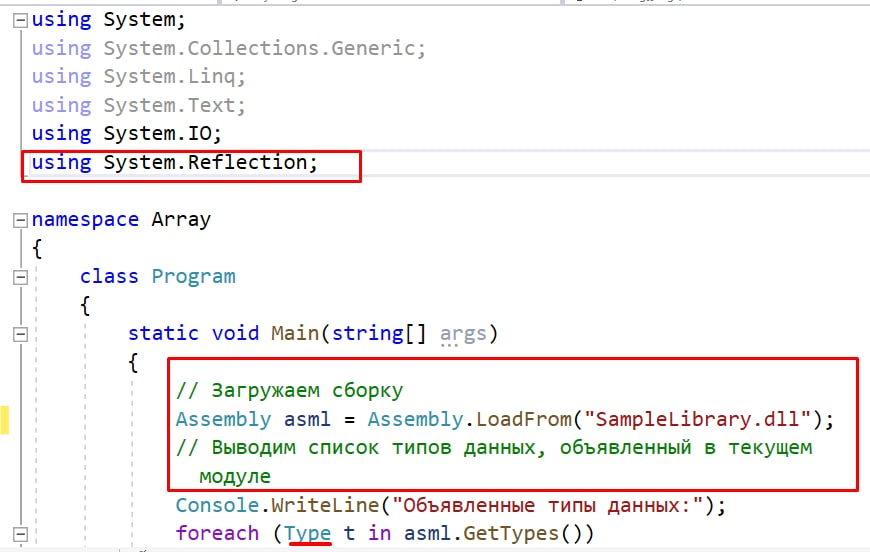 using System;
using System.Collections.Generic;
using System.Linq;
using System.Text;
using System.IO;
using System.Reflection;
namespace Array
{
class Program
{
static void Main(string[] args)
{
// Загружаем сборку
Assembly asml = Assembly.LoadFrom("SampleLibrary.dll");
// Выводим список типов данных, объявленный в текущем
модуле
Console.WriteLine("Объявленные типы данных:");
foreach (Type t in asml.GetTypes())